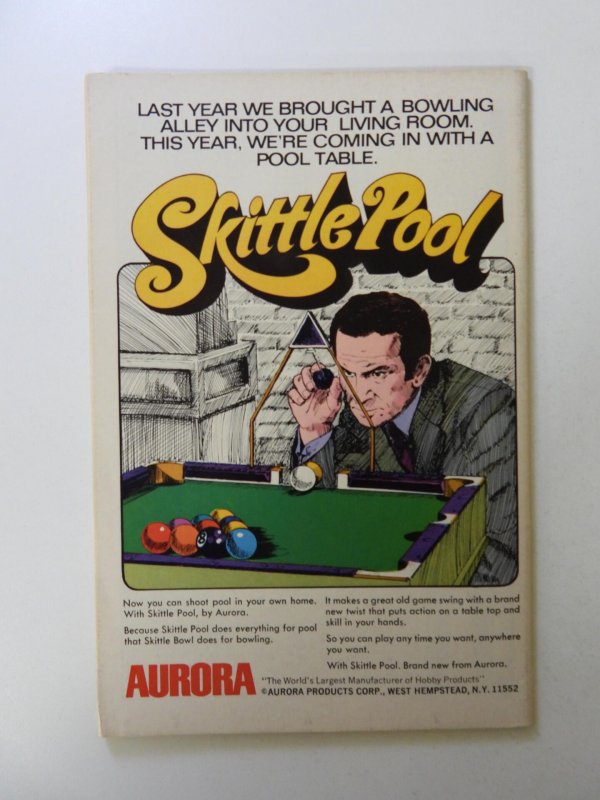 LAST YEAR WE BROUGHT A BOWLING
ALLEY INTO YOUR LIVING ROOM.
THIS YEAR, WE'RE COMING IN WITH A
POOL TABLE.
Skittle Pool
Now you can shoot pool in your own home.
With Skittle Pool, by Aurora.
Because Skittle Pool does everything for pool
that Skittle Bowl does for bowling.
It makes a great old game swing with a brand
new twist that puts action on a table top and
skill in your hands.
So you can play any time you want, anywhere
you want.
With Skittle Pool. Brand new from Aurora.
AURORA
"The World's Largest Manufacturer of Hobby Products"
©AURORA PRODUCTS CORP., WEST HEMPSTEAD, N.Y. 11552